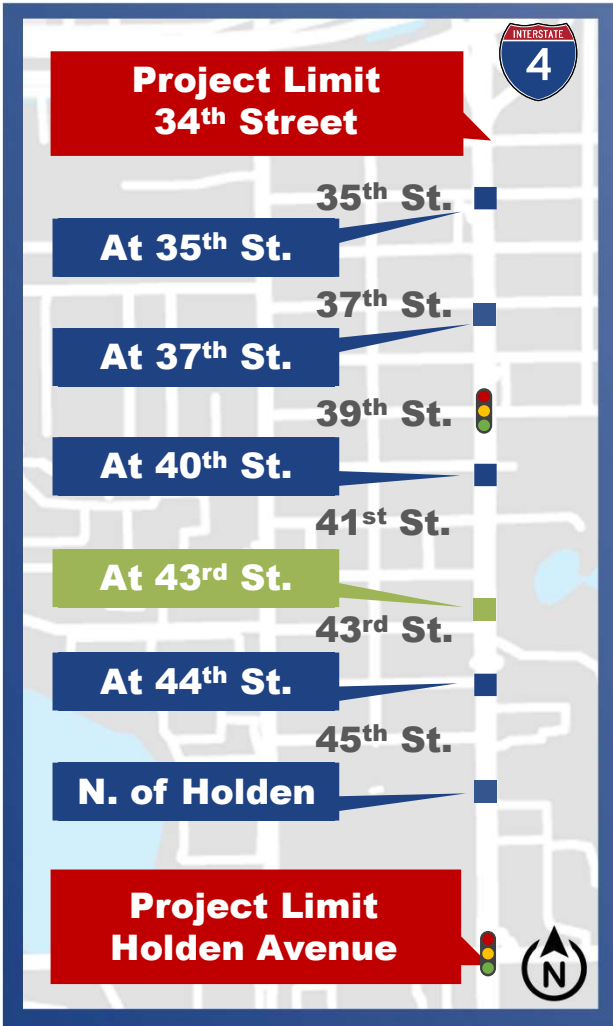 INTERSTATE
4
Project Limit
34th Street
35th St.
At 35th St.
37th St.
At 37th St.
39th St.
At 40th St.
41st St.
At 43rd St.
43rd St.
At 44th St.
45th St.
N. of Holden
Project Limit
Holden Avenue
N